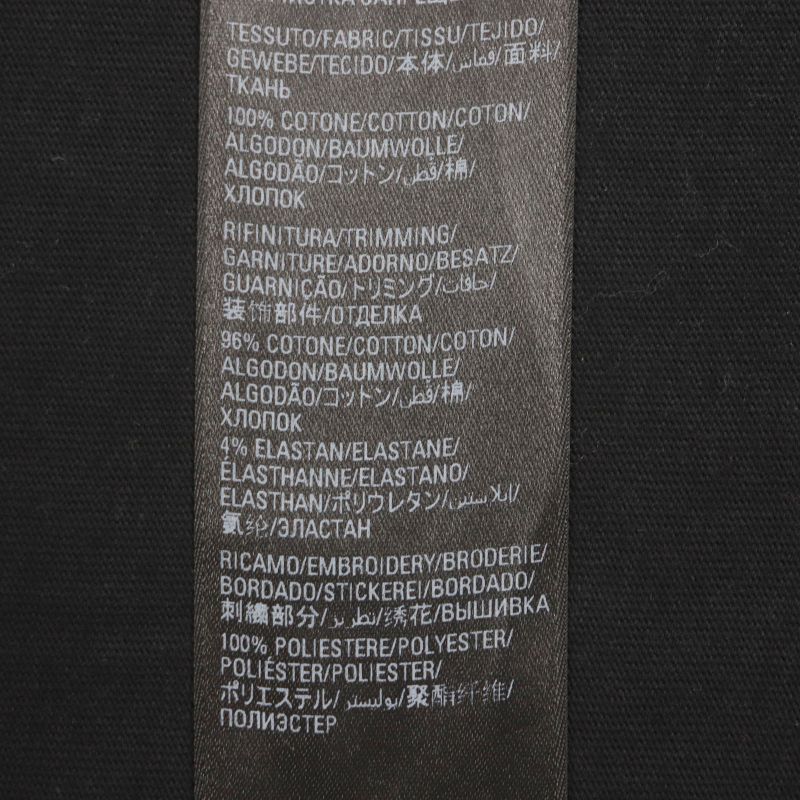 TESSUTO/FABRIC/TISSU/TEJIDO/
GEWEBE/TECIDO/本体/قماش/面料/
ТКАНЬ
100% COTONE/COTTON/COTON/
ALGODON/BAUMWOLLE/
ALGODÃO/コットン/قطن/棉/
ХЛОПОК
RIFINITURA/TRIMMING/
GARNITURE/ADORNO/BESATZ/
GUARNIÇÃO/トリミング/حافات/
装饰部件/ОТДЕЛКА
96% COTONE/COTTON/COTON/
ALGODON/BAUMWOLLE/
ALGODÃO/コットン/قطن/棉/
ХЛОПОК
4% ELASTAN/ELASTANE/
ÉLASTHANNE/ELASTANO/
ELASTHAN/ポリウレタン/إيلاستين/
氨纶/ЭЛАСТАН
RICAMO/EMBROIDERY/BRODERIE/
BORDADO/STICKEREI/BORDADO/
刺繍部分/تطريز/绣花/ВЫШИВКА
100% POLIESTERE/POLYESTER/
POLIÉSTER/POLIESTER/
ポリエステル/بوليستر/聚酯纤维/
ПОЛИЭСТЕР